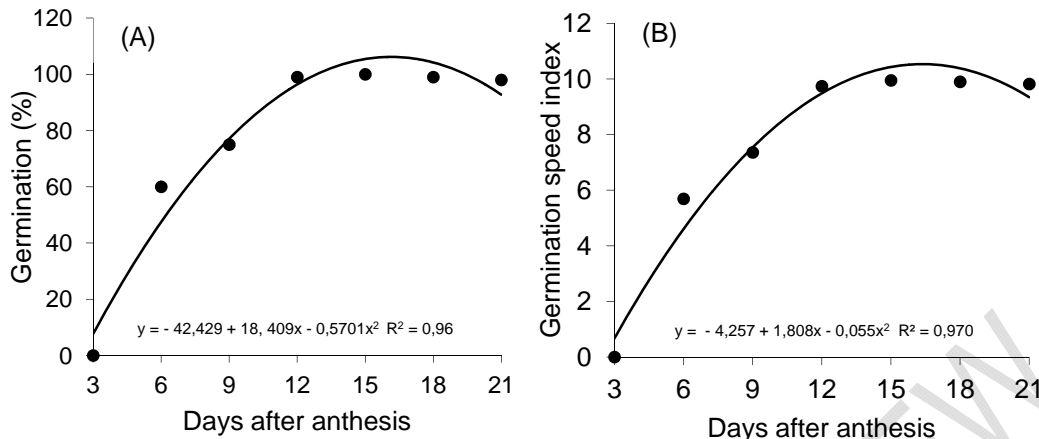 (A)
Germination (%)
120
100
80
60
40
20
0
y = - 42,429 + 18, 409x - 0,5701x² R² = 0,96
3 6 9 12 15 18 21
Days after anthesis
(B)
Germination speed index
12
10
8
6
4
2
0
y = - 4,257 + 1,808x - 0,055x² R² = 0,970
3 6 9 12 15 18 21
Days after anthesis